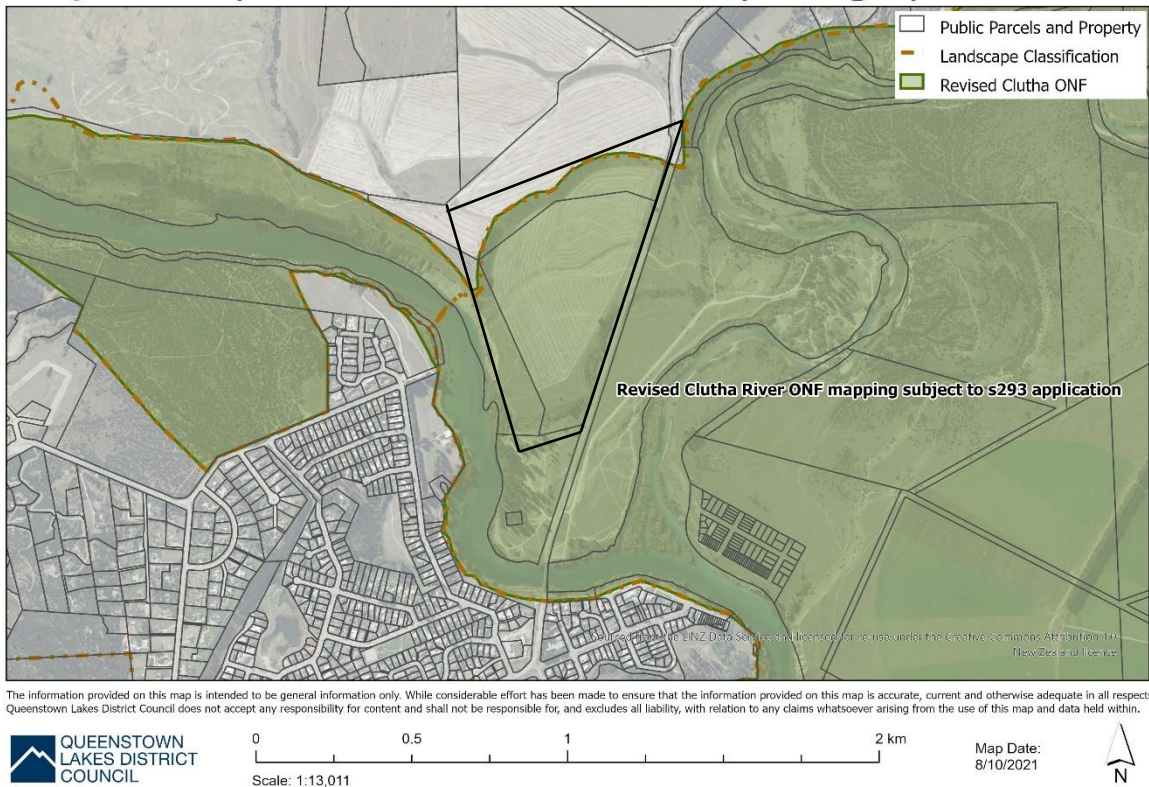 Public Parcels and Property
Landscape Classification
Revised Clutha ONF
Revised Clutha River ONF mapping subject to s293 application
Sourced from the LINZ Data Service and licensed for re-use under the Creative Commons Attribution 4.0
New Zealand licence
The information provided on this map is intended to be general information only. While considerable effort has been made to ensure that the information provided on this map is accurate, current and otherwise adequate in all respects
Queenstown Lakes District Council does not accept any responsibility for content and shall not be responsible for, and excludes all liability, with relation to any claims whatsoever arising from the use of this map and data held within.
QUEENSTOWN
LAKES DISTRICT
COUNCIL
0 0.5 1 2 km
Scale: 1:13,011
Map Date:
8/10/2021
N